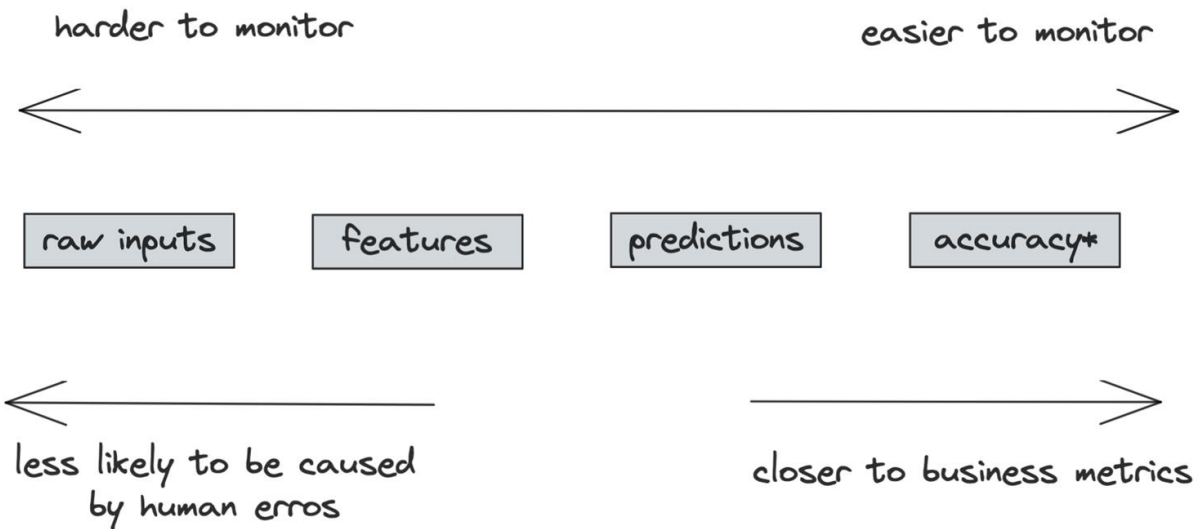 harder to monitor
easier to monitor
raw inputs
features
predictions
accuracy*
less likely to be caused
by human erros
closer to business metrics